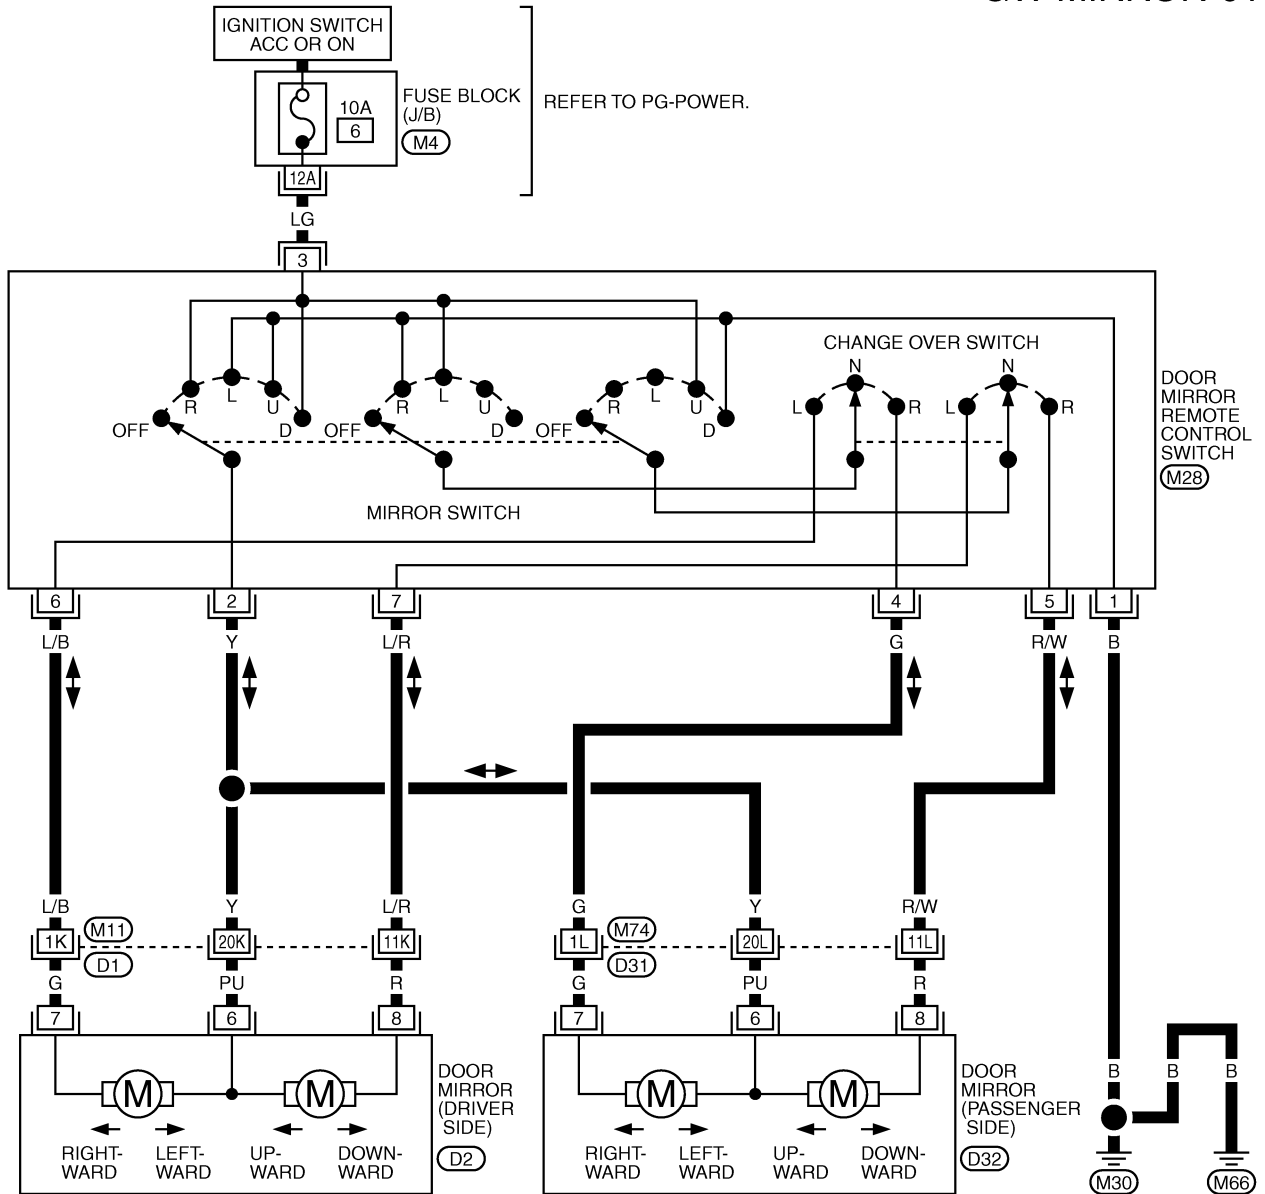 IGNITION SWITCH
ACC OR ON
10A
6
FUSE BLOCK
(J/B)
M4
REFER TO PG-POWER.
12A
LG
3
CHANGE OVER SWITCH
N N
R L U D
R L U D
R L U D
L R L R
OFF OFF OFF
DOOR
MIRROR
REMOTE
CONTROL
SWITCH
M28
MIRROR SWITCH
6 2 7 4 5 1
L/B Y L/R G R/W B
L/B Y L/R G Y R/W
1K M11 20K 11K 1L M74 20L 11L
D1 D31
G PU R G PU R
7 6 8 7 6 8
M M M M
DOOR
MIRROR
(DRIVER
SIDE)
D2
DOOR
MIRROR
(PASSENGER
SIDE)
D32
RIGHT-
WARD
LEFT-
WARD
UP-
WARD
DOWN-
WARD
RIGHT-
WARD
LEFT-
WARD
UP-
WARD
DOWN-
WARD
B B B
M30 M66